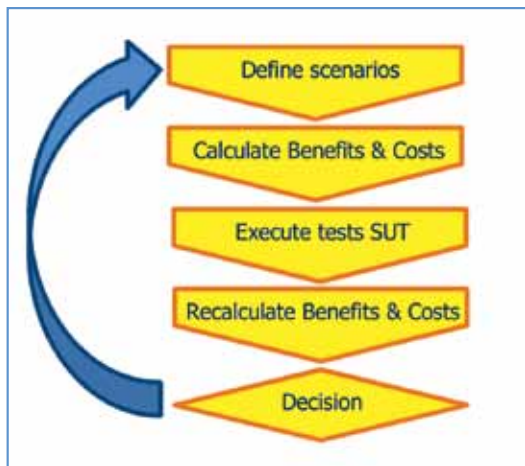 Define scenarios
Calculate Benefits & Costs
Execute tests SUT
Recalculate Benefits & Costs
Decision